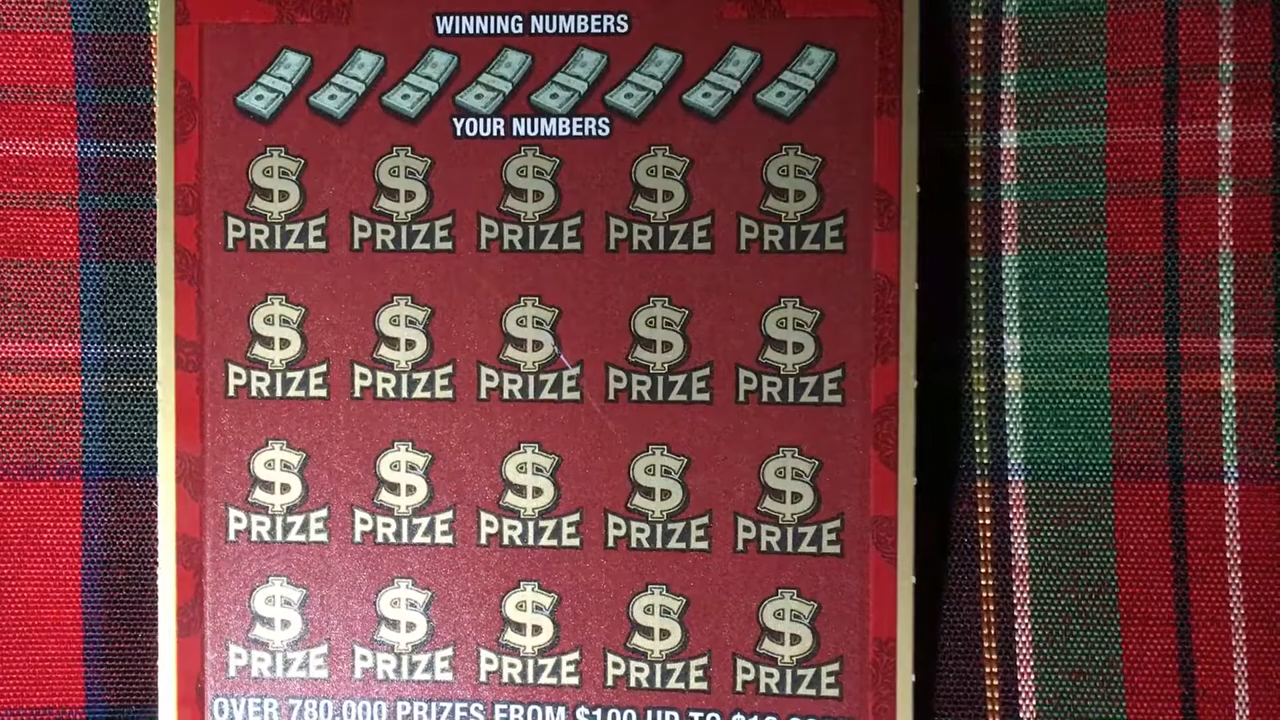 WINNING NUMBERS
YOUR NUMBERS
$ $ $ $ $
PRIZE PRIZE PRIZE PRIZE PRIZE
$ $ $ $ $
PRIZE PRIZE PRIZE PRIZE PRIZE
$ $ $ $ $
PRIZE PRIZE PRIZE PRIZE PRIZE
$ $ $ $ $
PRIZE PRIZE PRIZE PRIZE PRIZE
OVER 780,000 PRIZES FROM $100 UP TO